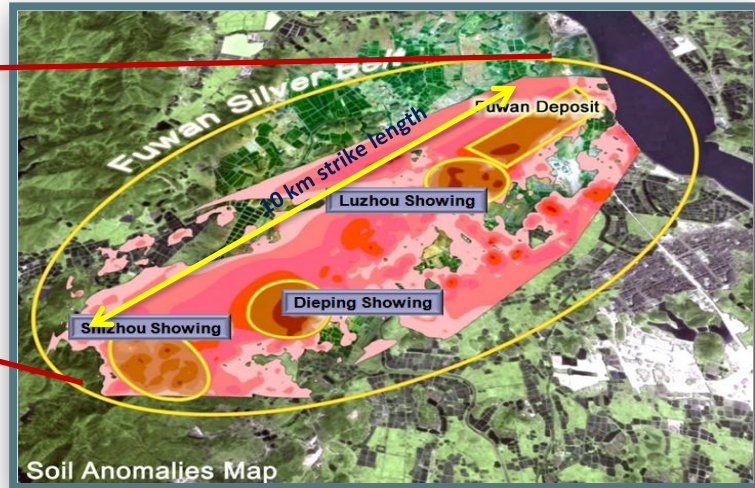 Fuwan Silver Belt
Fuwan Deposit
10 km strike length
Luzhou Showing
Dieping Showing
Shizhou Showing
Soil Anomalies Map